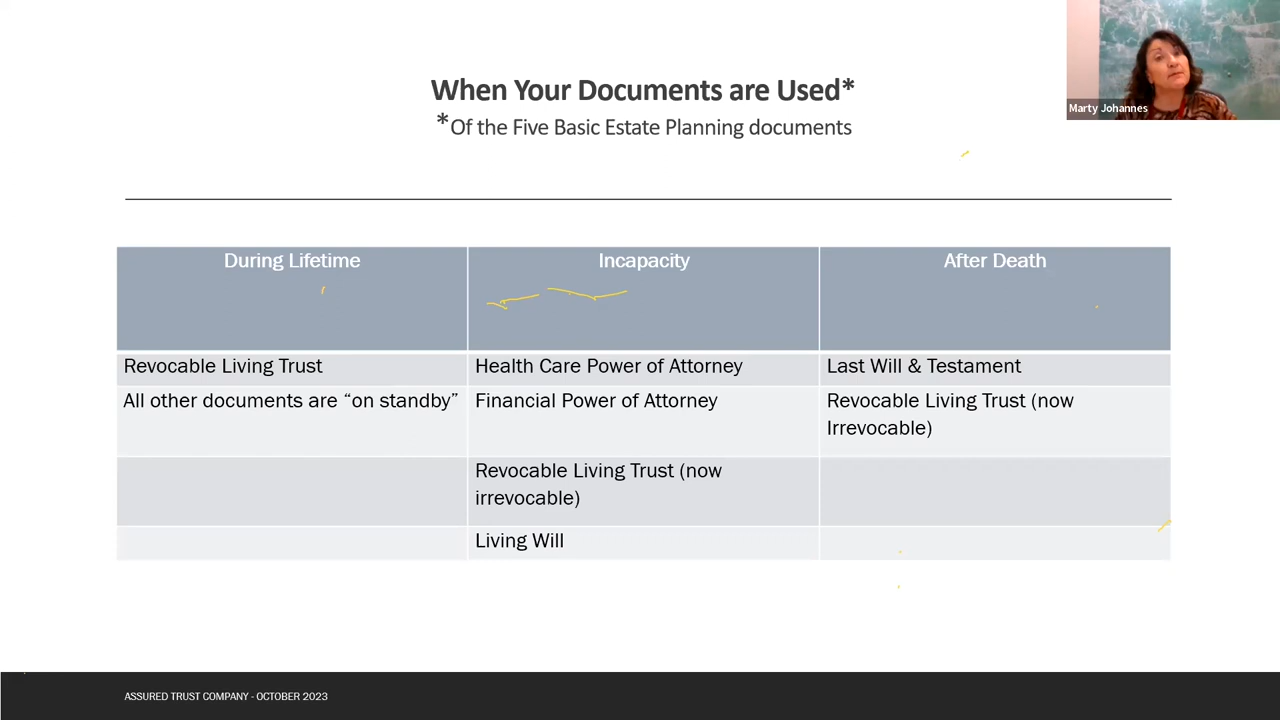 When Your Documents are Used*
*Of the Five Basic Estate Planning documents
Marty Johannes
During Lifetime
Incapacity
After Death
Revocable Living Trust
Health Care Power of Attorney
Last Will & Testament
All other documents are “on standby”
Financial Power of Attorney
Revocable Living Trust (now
Irrevocable)
Revocable Living Trust (now
irrevocable)
Living Will
ASSURED TRUST COMPANY - OCTOBER 2023